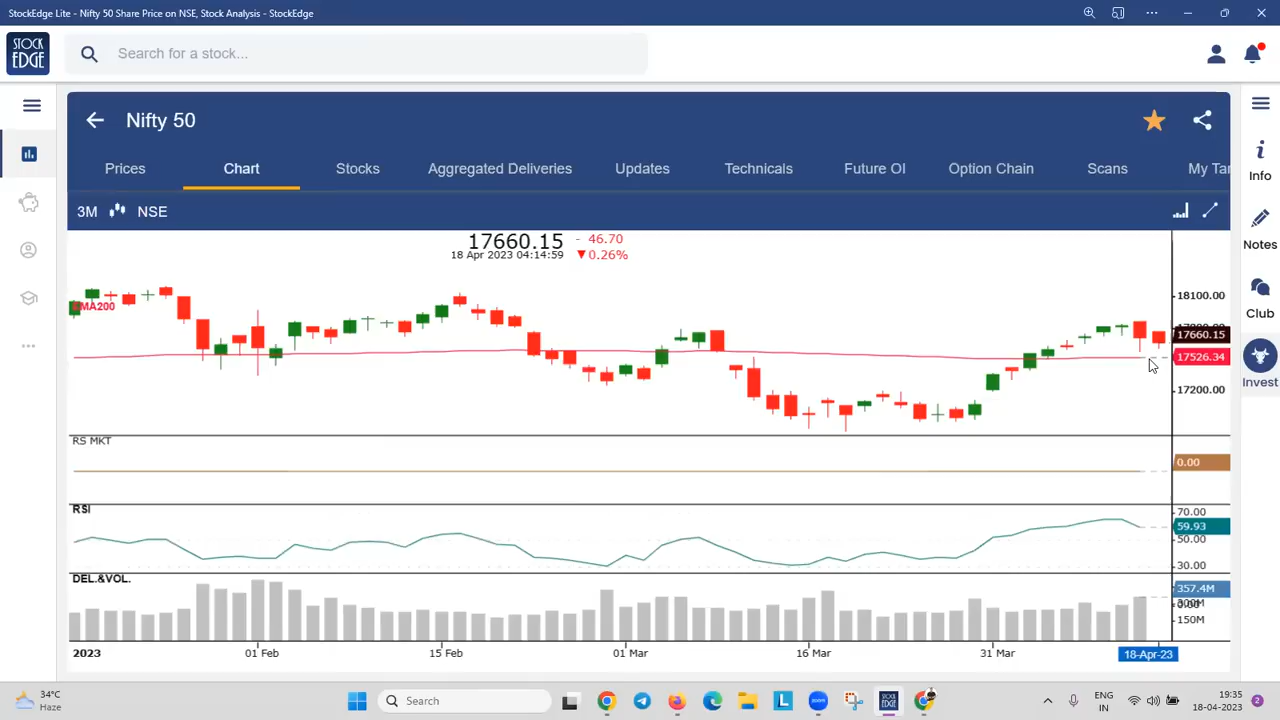 StockEdge Lite - Nifty 50 Share Price on NSE, Stock Analysis - StockEdge
STOCK
EDGE
Search for a stock...
Nifty 50
Prices
Chart
Stocks
Aggregated Deliveries
Updates
Technicals
Future OI
Option Chain
Scans
My Tar
Info
Notes
Club
Invest
3M
NSE
17660.15
- 46.70
18 Apr 2023 04:14:59
▼0.26%
EMA200
18100.00
17660.15
17526.34
17200.00
RS MKT
0.00
RSI
70.00
59.93
50.00
30.00
DEL.&VOL.
357.4M
150M
2023
01 Feb
15 Feb
01 Mar
16 Mar
31 Mar
18-Apr-23
34°C
Haze
Search
STOCK
EDGE
zoom
L
ENG
IN
19:35
18-04-2023
2